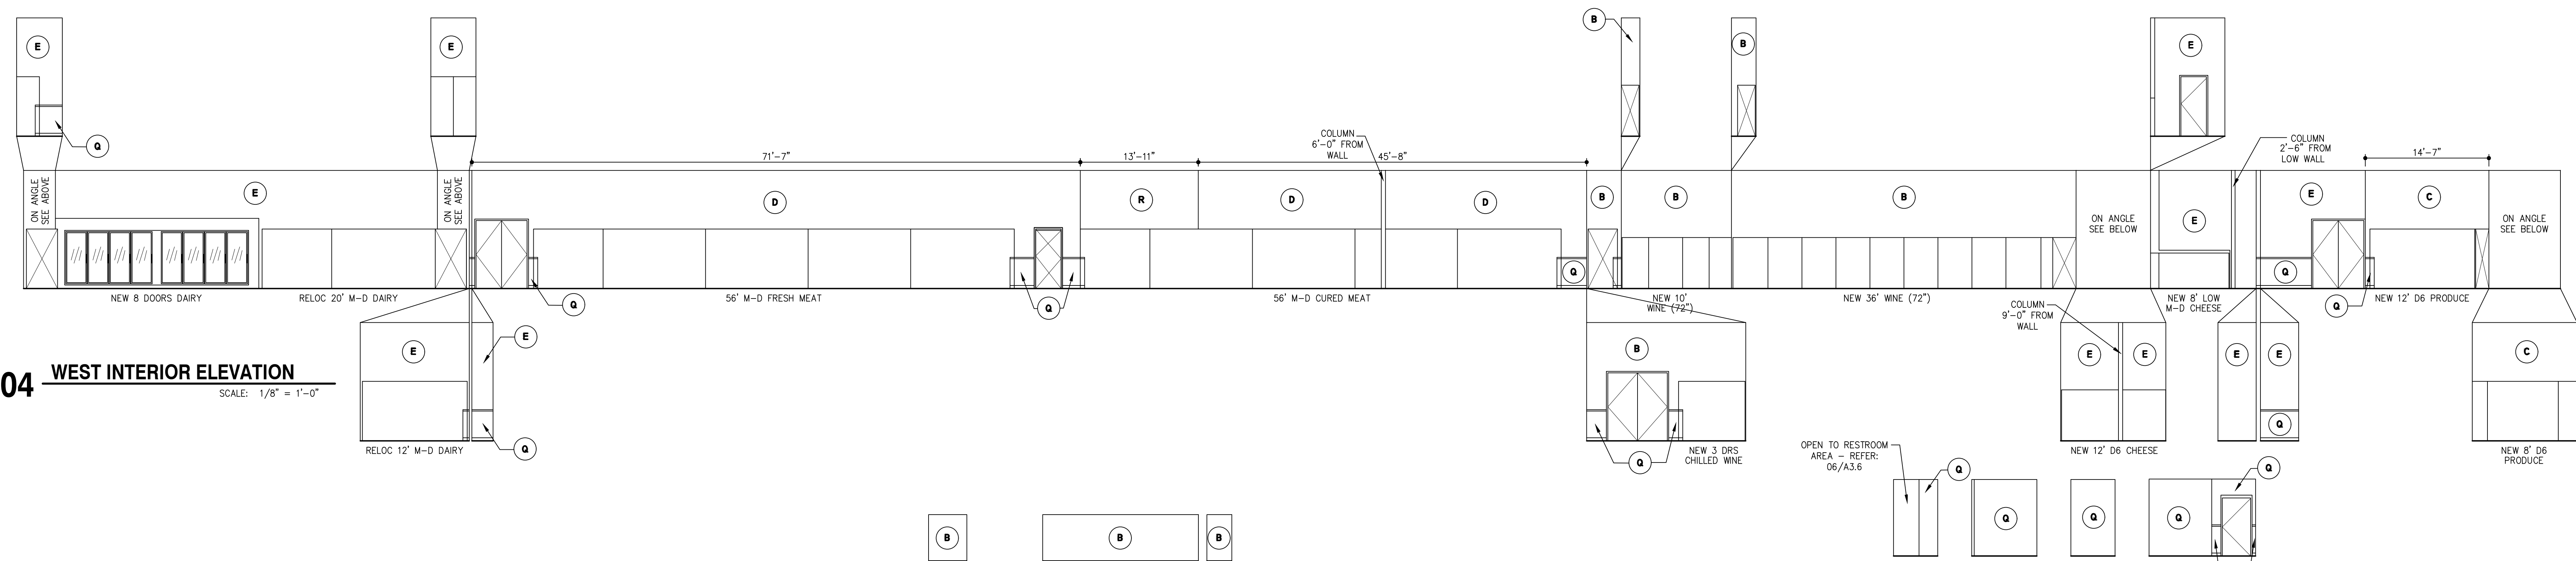 B
E
E
B
E
COLUMN
6'-0" FROM
WALL
COLUMN
2'-6" FROM
LOW WALL
Q
71'-7"
13'-11"
45'-8"
14'-7"
ON ANGLE
SEE ABOVE
E
ON ANGLE
SEE ABOVE
D
R
D
D
B
B
B
ON ANGLE
SEE BELOW
E
E
C
ON ANGLE
SEE BELOW
Q
Q
NEW 8 DOORS DAIRY
RELOC 20' M-D DAIRY
Q
56' M-D FRESH MEAT
Q
56' M-D CURED MEAT
NEW 10'
WINE (72")
NEW 36' WINE (72")
COLUMN
9'-0" FROM
WALL
NEW 8' LOW
M-D CHEESE
Q
NEW 12' D6 PRODUCE
E
E
B
E
E
E
E
C
04 WEST INTERIOR ELEVATION
SCALE: 1/8" = 1'-0"
Q
Q
RELOC 12' M-D DAIRY
Q
NEW 3 DRS
CHILLED WINE
NEW 12' D6 CHEESE
NEW 8' D6
PRODUCE
OPEN TO RESTROOM
AREA - REFER:
06/A3.6
Q
Q
Q
Q
Q
B
B
B